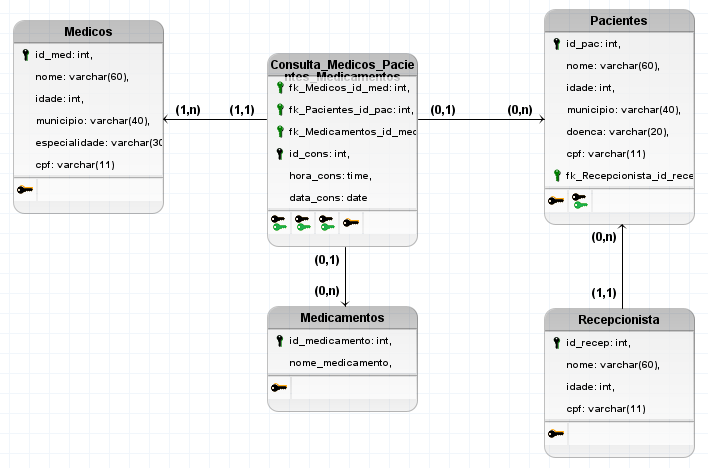 Medicos
id_med: int,
nome: varchar(60),
idade: int,
municipio: varchar(40),
especialidade: varchar(30
cpf: varchar(11)
(1,n)
(1,1)
Consulta_Medicos_Pacie
ntes_Medicamentos
fk_Medicos_id_med: int,
fk_Pacientes_id_pac: int,
fk_Medicamentos_id_med
id_cons: int,
hora_cons: time,
data_cons: date
(0,1)
(0,n)
Pacientes
id_pac: int,
nome: varchar(60),
idade: int,
municipio: varchar(40),
doenca: varchar(20),
cpf: varchar(11)
fk_Recepcionista_id_rece
(0,1)
(0,n)
Medicamentos
id_medicamento: int,
nome_medicamento,
(0,n)
(1,1)
Recepcionista
id_recep: int,
nome: varchar(60),
idade: int,
cpf: varchar(11)